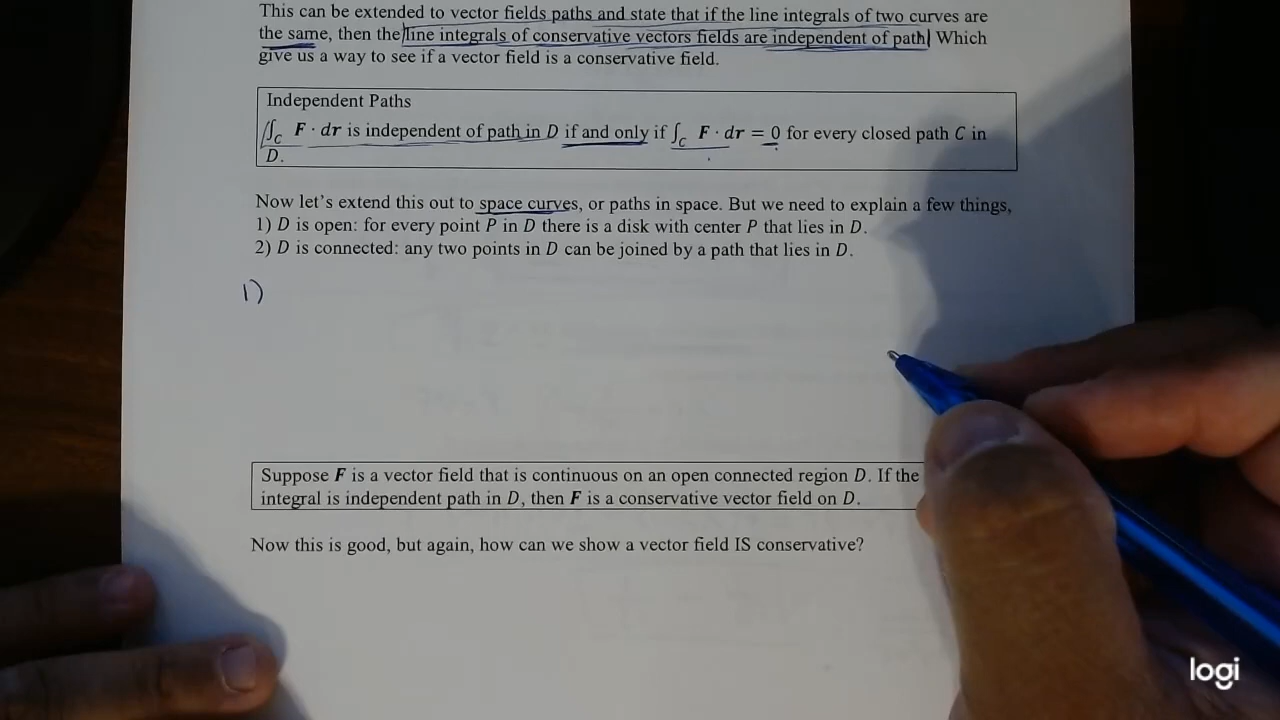 This can be extended to vector fields paths and state that if the line integrals of two curves are
the same, then the line integrals of conservative vectors fields are independent of path. Which
give us a way to see if a vector field is a conservative field.
Independent Paths
∫_C F · dr is independent of path in D if and only if ∫_C F · dr = 0 for every closed path C in
D.
Now let's extend this out to space curves, or paths in space. But we need to explain a few things,
1) D is open: for every point P in D there is a disk with center P that lies in D.
2) D is connected: any two points in D can be joined by a path that lies in D.
1)
Suppose F is a vector field that is continuous on an open connected region D. If the
integral is independent path in D, then F is a conservative vector field on D.
Now this is good, but again, how can we show a vector field IS conservative?
logi